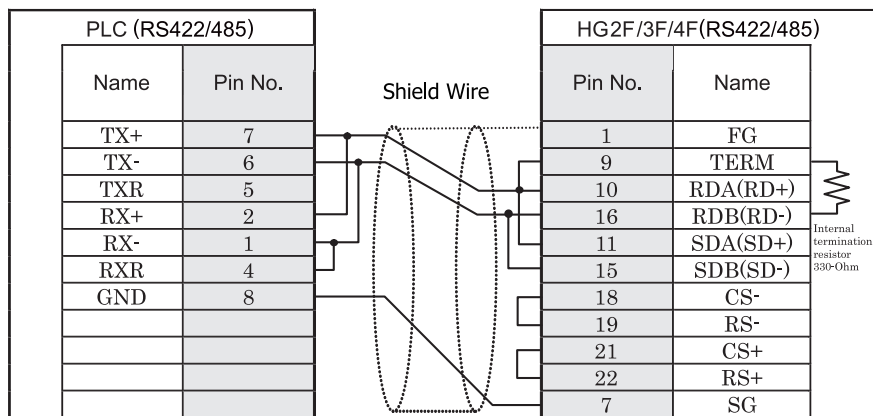 PLC (RS422/485)
Name Pin No.
TX+ 7
TX- 6
TXR 5
RX+ 2
RX- 1
RXR 4
GND 8
Shield Wire
HG2F/3F/4F(RS422/485)
Pin No. Name
1 FG
9 TERM
10 RDA(RD+)
16 RDB(RD-)
11 SDA(SD+)
15 SDB(SD-)
18 CS-
19 RS-
21 CS+
22 RS+
7 SG
Internal
termination
resistor
330-Ohm